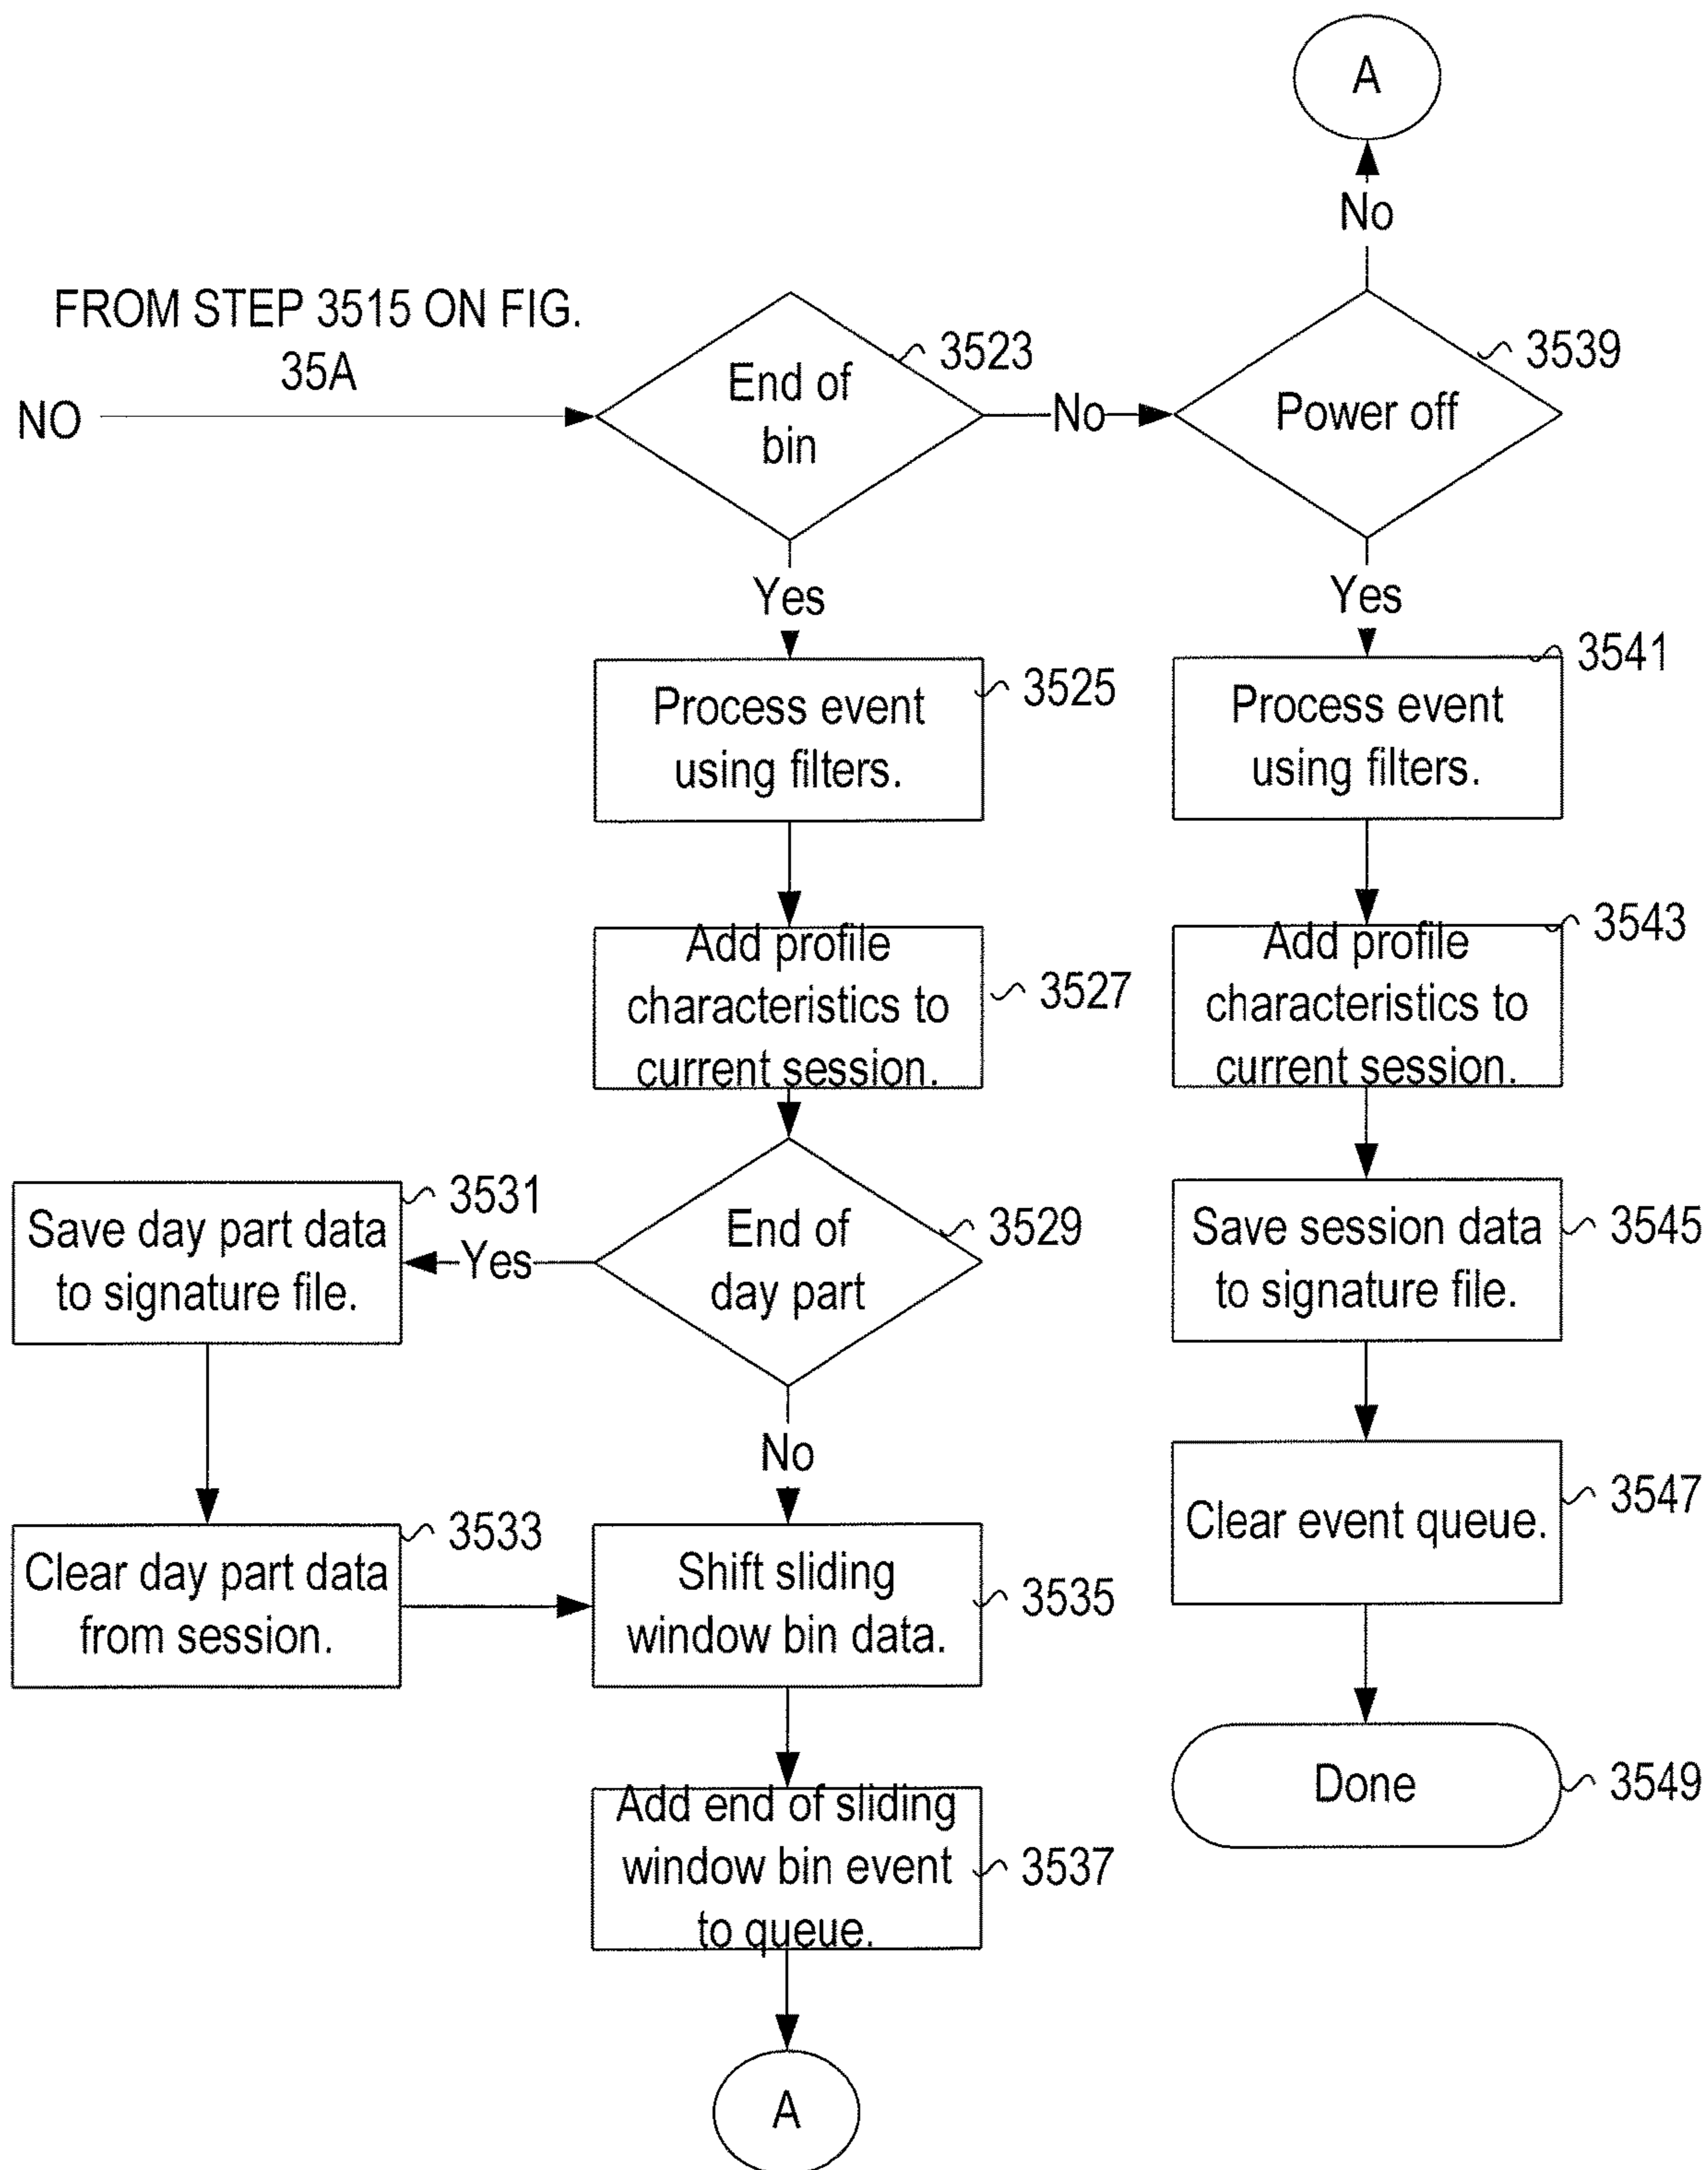 A
No
FROM STEP 3515 ON FIG.
35A
NO
End of
bin
3523
No
Power off
3539
Yes
Yes
Process event
using filters.
3525
Process event
using filters.
3541
Add profile
characteristics to
current session.
3527
Add profile
characteristics to
current session.
3543
Save day part data
to signature file.
3531
Yes
End of
day part
3529
Save session data
to signature file.
3545
No
Clear day part data
from session.
3533
Shift sliding
window bin data.
3535
Clear event queue.
3547
Add end of sliding
window bin event
to queue.
3537
Done
3549
A